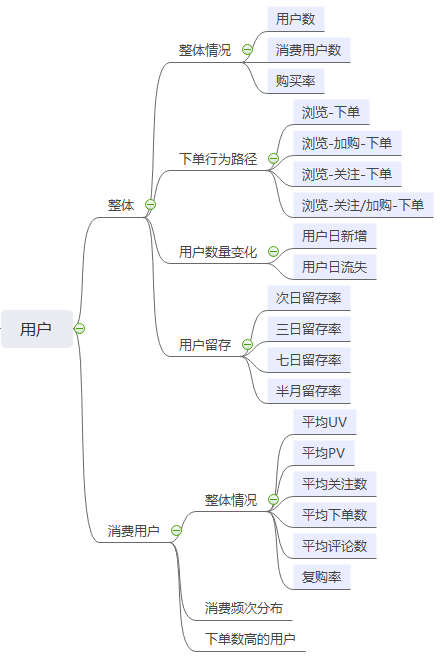 用户
整体
整体情况
用户数
消费用户数
购买率
下单行为路径
浏览-下单
浏览-加购-下单
浏览-关注-下单
浏览-关注/加购-下单
用户数量变化
用户日新增
用户日流失
用户留存
次日留存率
三日留存率
七日留存率
半月留存率
消费用户
整体情况
平均UV
平均PV
平均关注数
平均下单数
平均评论数
复购率
消费频次分布
下单数高的用户